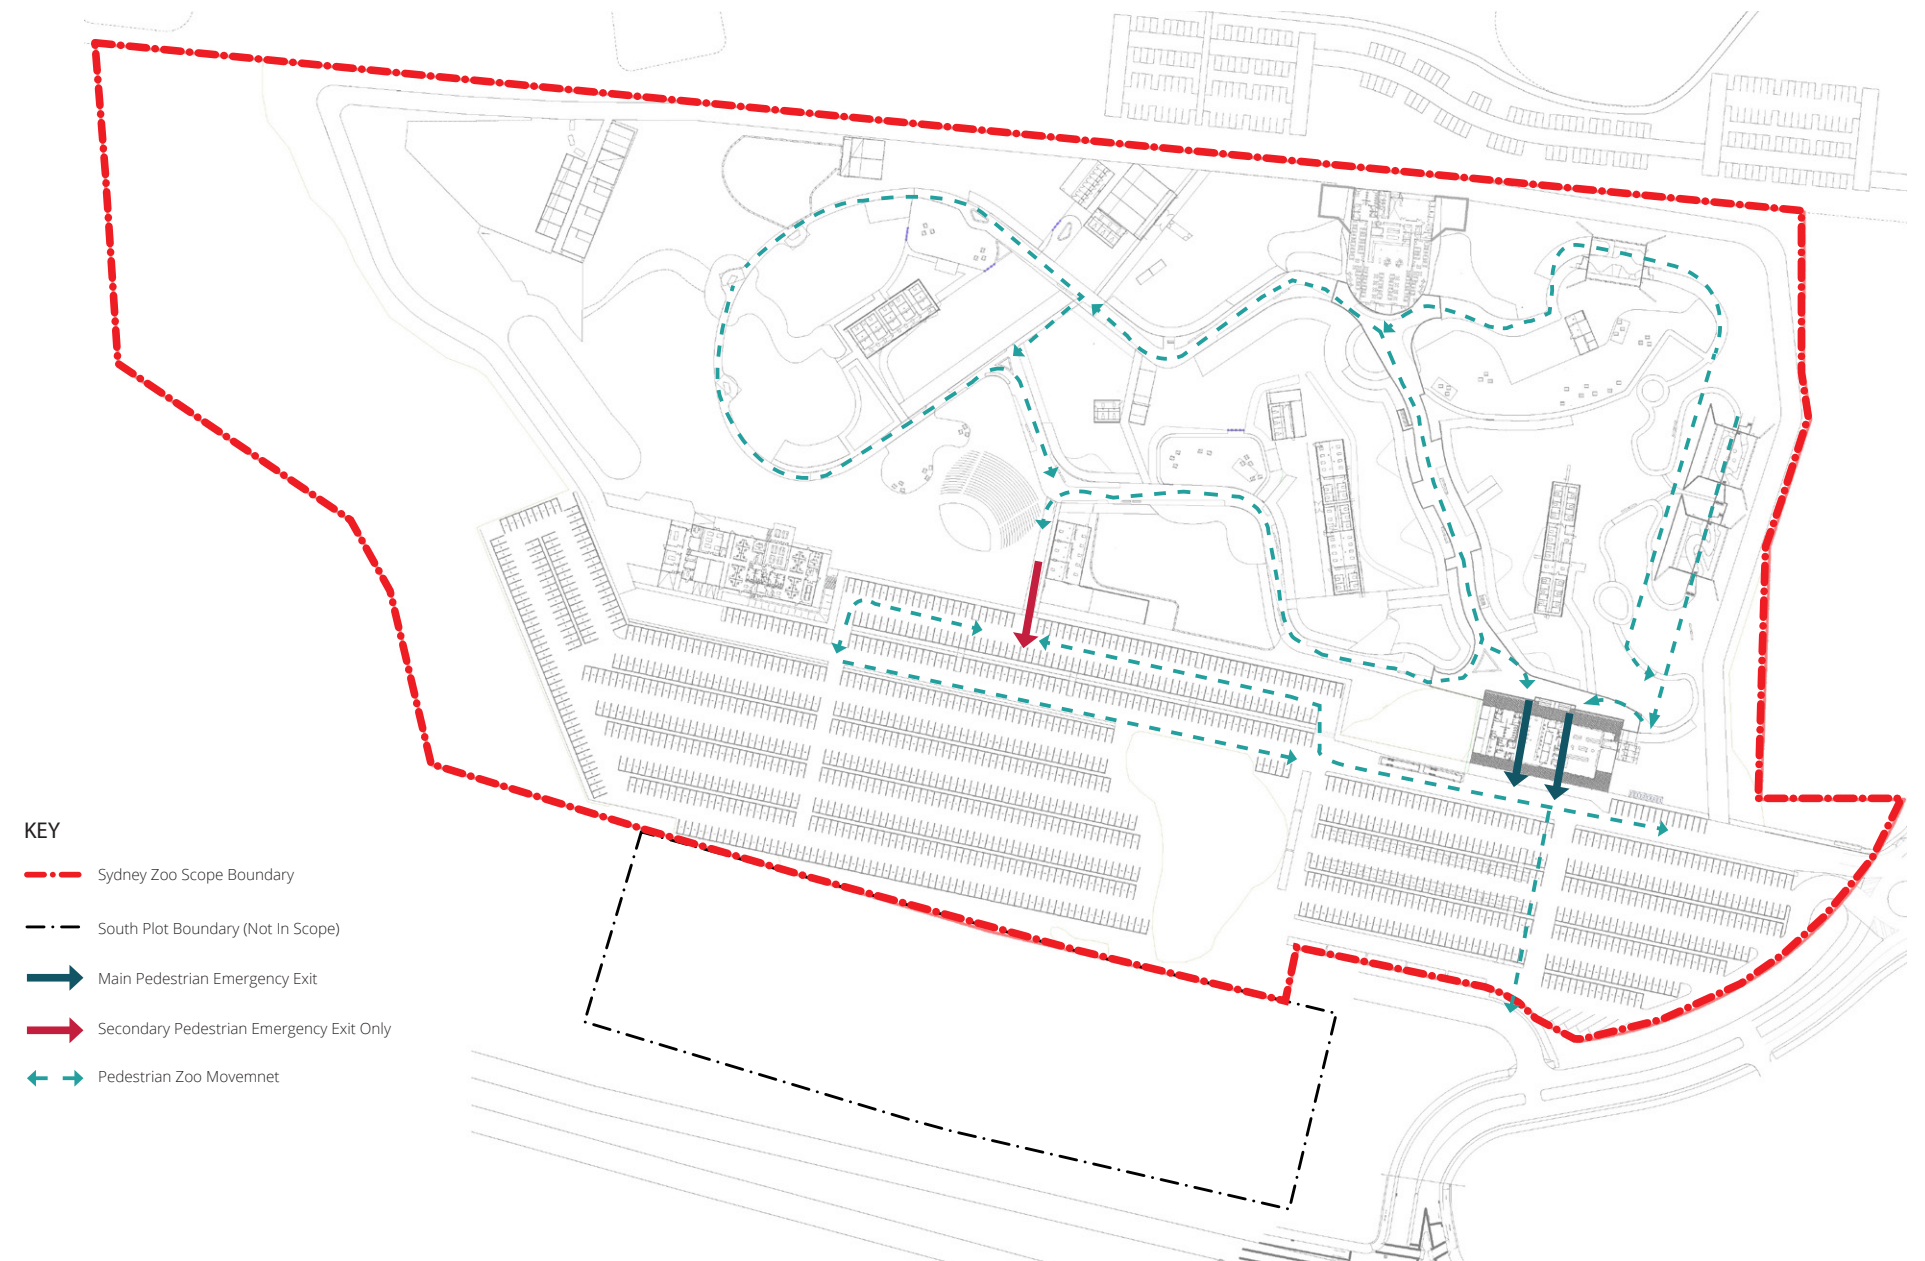 KEY
Sydney Zoo Scope Boundary
South Plot Boundary (Not In Scope)
Main Pedestrian Emergency Exit
Secondary Pedestrian Emergency Exit Only
Pedestrian Zoo Movemnet